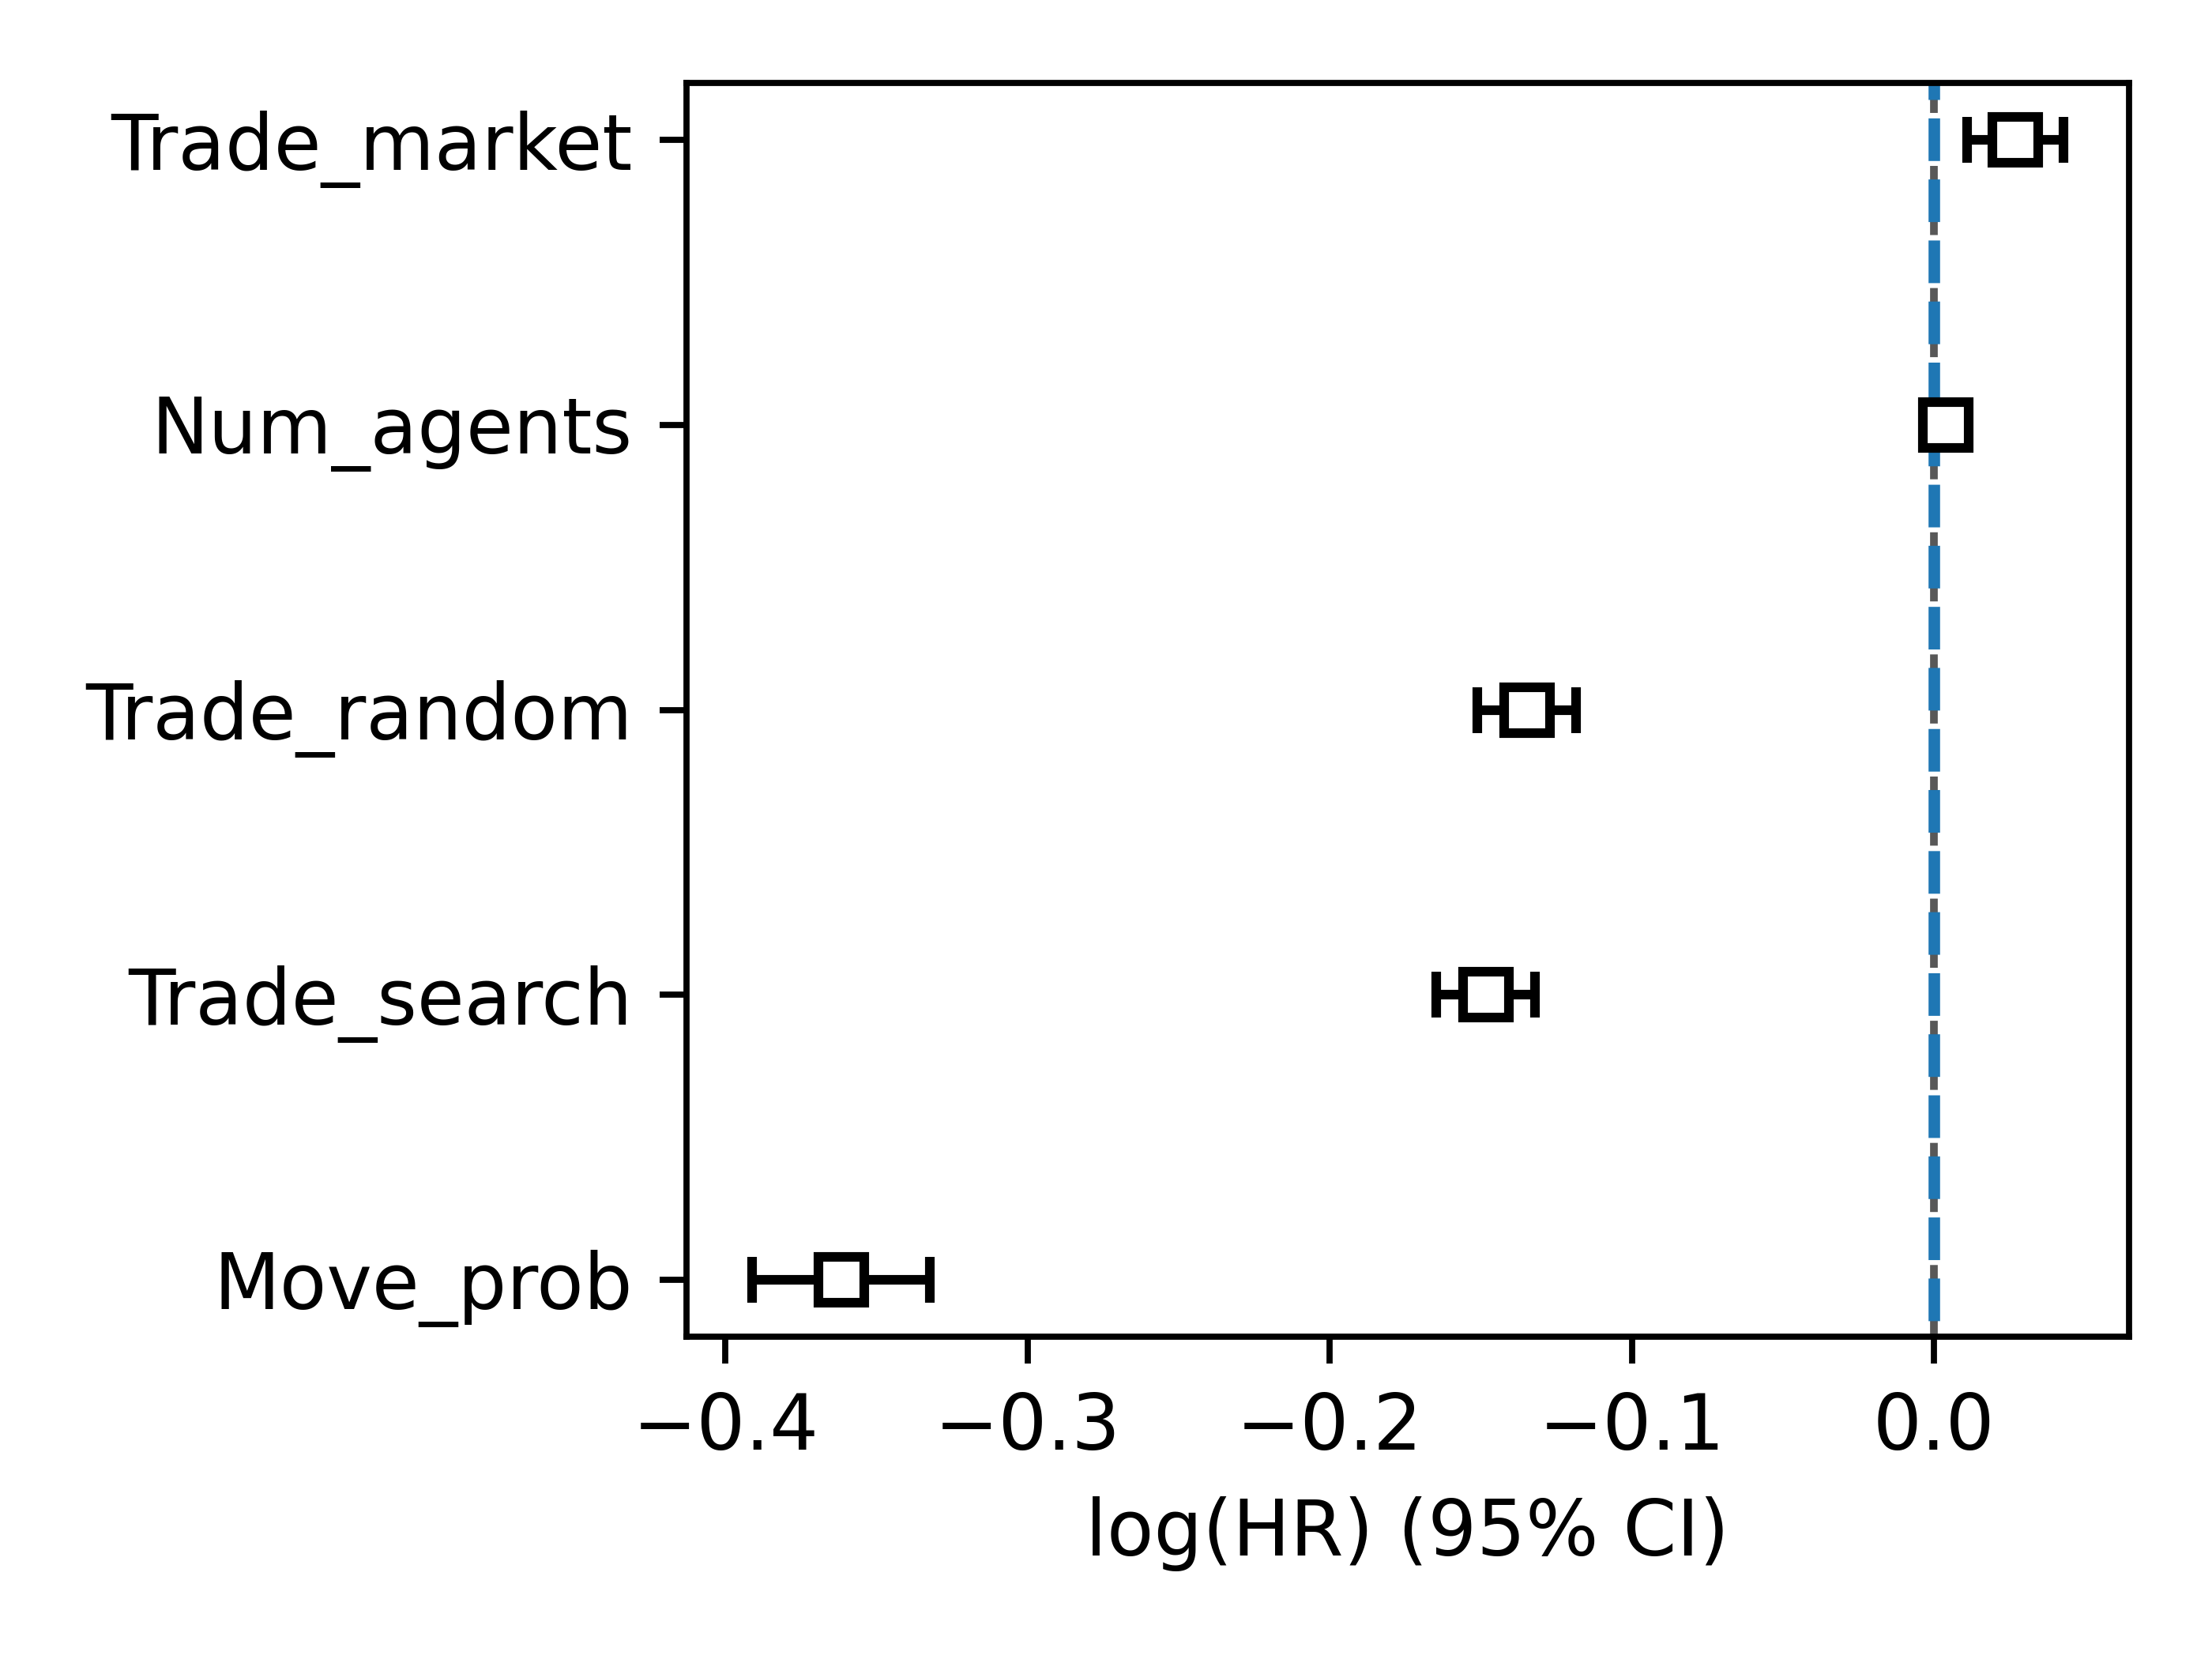 Trade_market
Num_agents
Trade_random
Trade_search
Move_prob
−0.4 −0.3 −0.2 −0.1 0.0
log(HR) (95% CI)